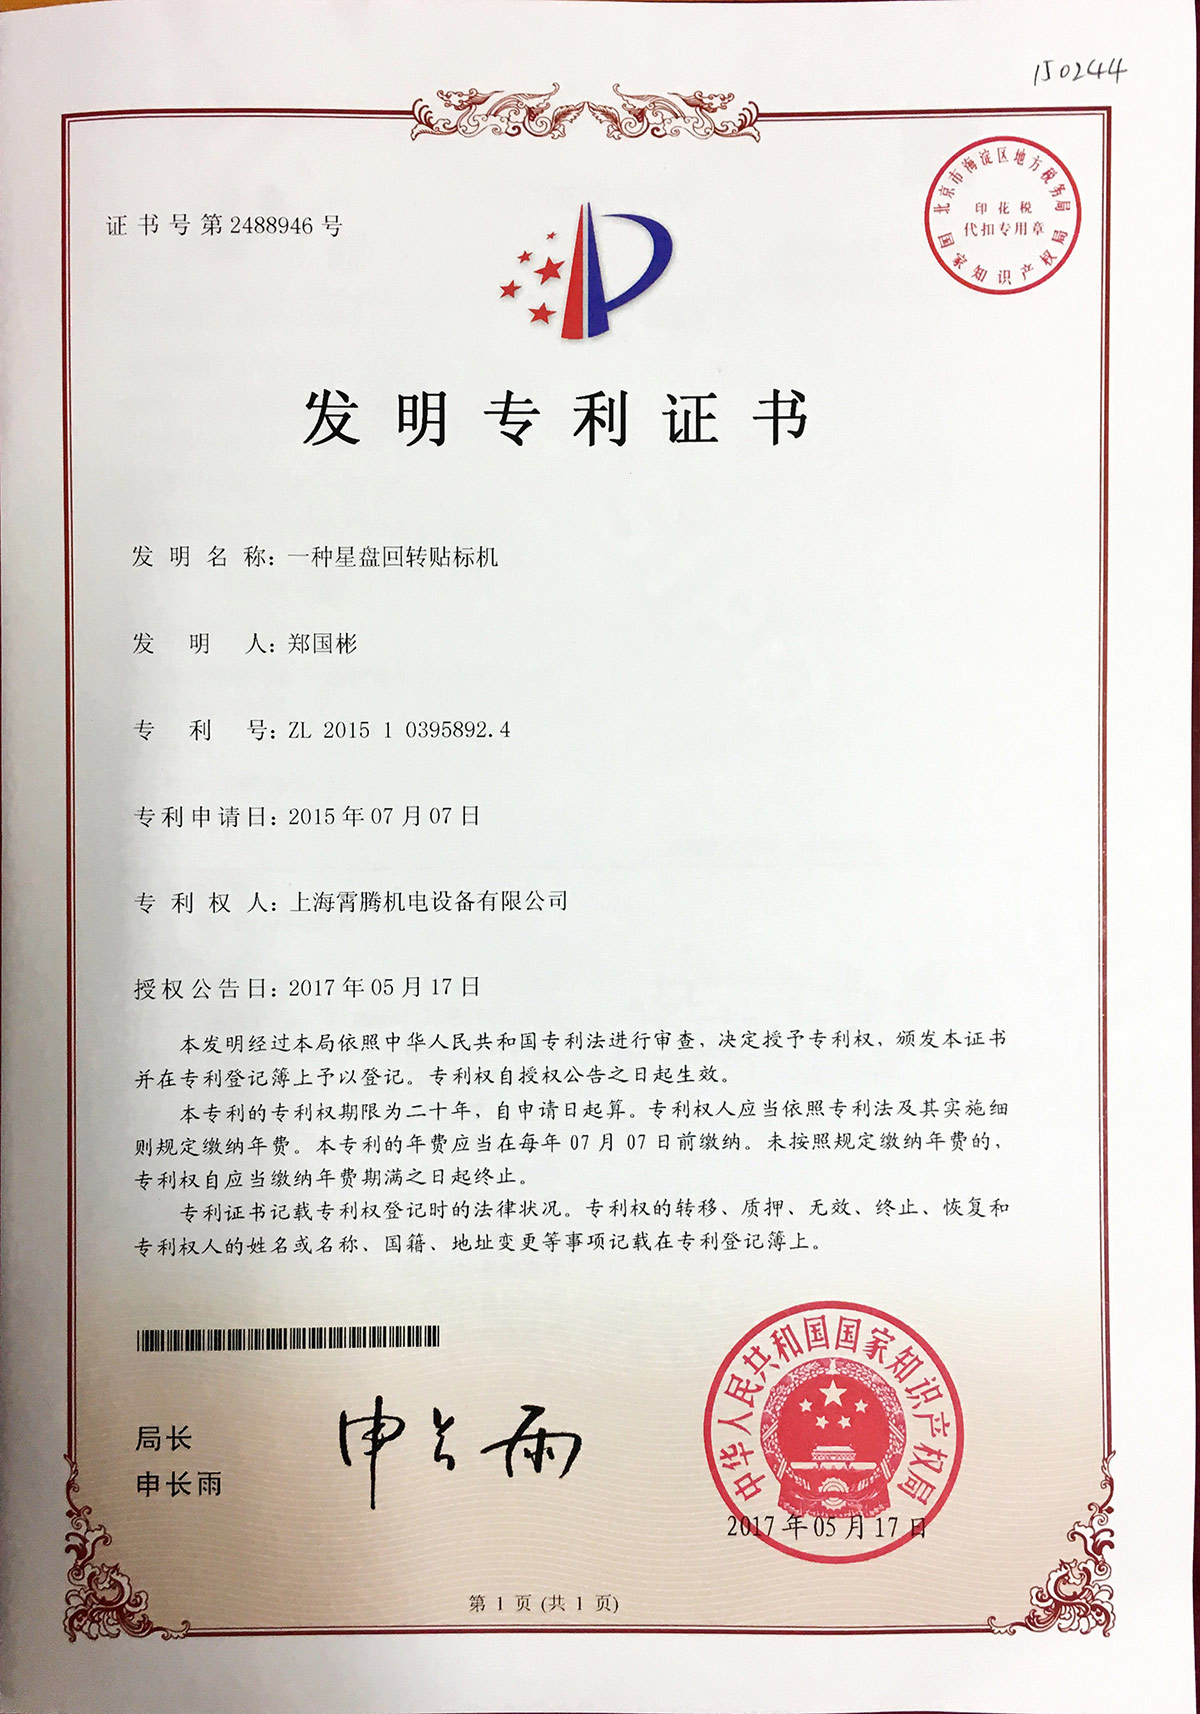 150244
证书号第2488946号
北京市海淀区地方税务局
印花税
代扣专用章
国家知识产权局
发明专利证书
发明名称：一种星盘回转贴标机
发明人：郑国彬
专利号：ZL 2015 1 0395892.4
专利申请日：2015年07月07日
专利权人：上海霄腾机电设备有限公司
授权公告日：2017年05月17日
本发明经过本局依照中华人民共和国专利法进行审查，决定授予专利权，颁发本证书
并在专利登记簿上予以登记。专利权自授权公告之日起生效。
本专利的专利权期限为二十年，自申请日起算。专利权人应当依照专利法及其实施细
则规定缴纳年费。本专利的年费应当在每年07月07日前缴纳。未按照规定缴纳年费的，
专利权自应当缴纳年费期满之日起终止。
专利证书记载专利权登记时的法律状况。专利权的转移、质押、无效、终止、恢复和
专利权人的姓名或名称、国籍、地址变更等事项记载在专利登记簿上。
局长
申长雨
申长雨
中华人民共和国国家知识产权局
2017年05月17日
第1页(共1页)